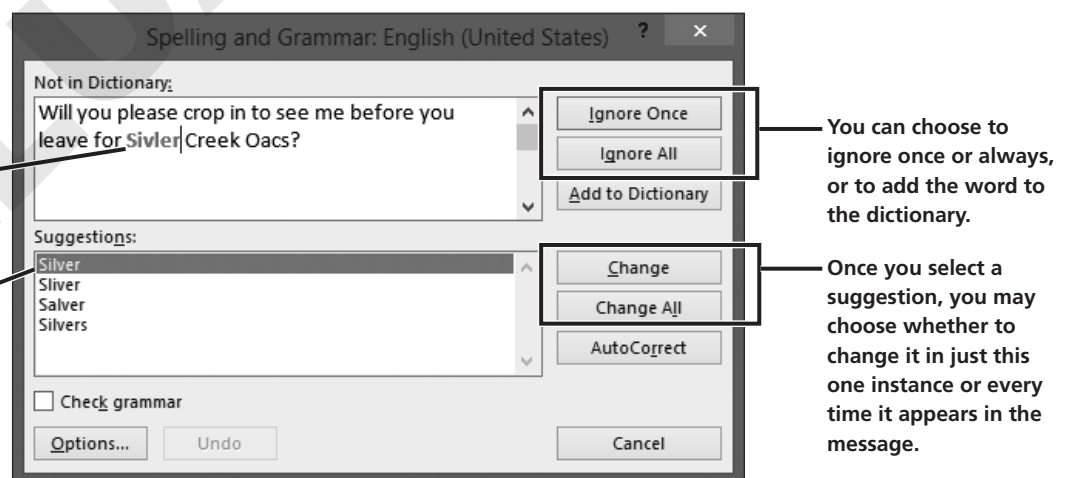 Spelling and Grammar: English (United States) ? ×
Not in Dictionary:
Will you please crop in to see me before you
leave for Sivler Creek Oacs?
Ignore Once
Ignore All
Add to Dictionary
Suggestions:
Silver
Sliver
Salver
Silvers
Change
Change All
AutoCorrect
Check grammar
Options...
Undo
Cancel
You can choose to
ignore once or always,
or to add the word to
the dictionary.
Once you select a
suggestion, you may
choose whether to
change it in just this
one instance or every
time it appears in the
message.